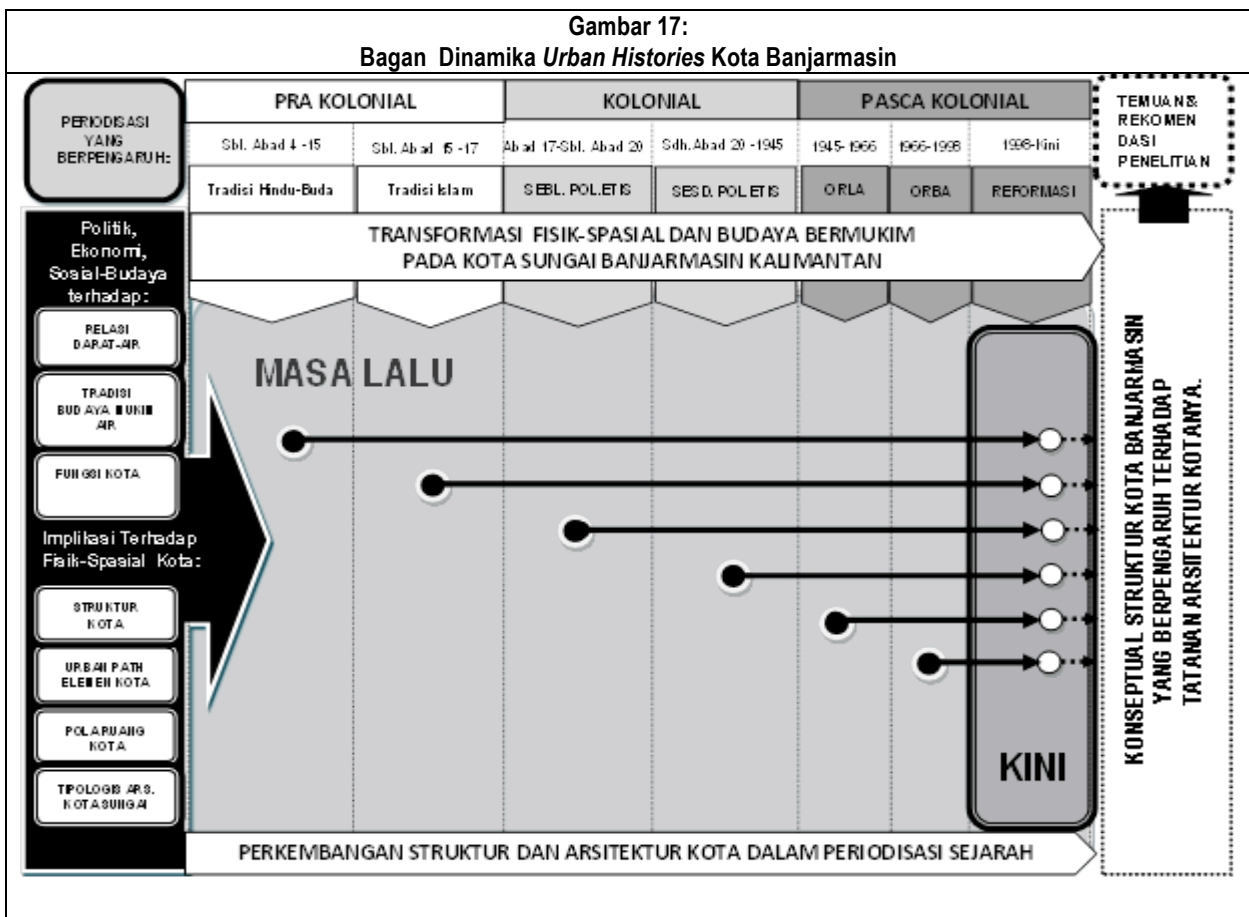 Gambar 17:
Bagan Dinamika Urban Histories Kota Banjarmasin
PERIODISASI
YANG
BERPENGARUH:
PRA KOLONIAL
KOLONIAL
PASCA KOLONIAL
TEMUAN &
REKOMEN
DASI
PENELITIAN
Sbl. Abad 4 -15
Sbl. Abad 15 -17
Abad 17-Sbl. Abad 20
Sdh. Abad 20 -1945
1945- 1966
1966-1998
1998-Kini
Tradisi Hindu-Buda
Tradisi Islam
SEBL. POL.ETIS
SESD. POL.ETIS
ORLA
ORBA
REFORMASI
TRANSFORMASI FISIK-SPASIAL DAN BUDAYA BERMUKIM
PADA KOTA SUNGAI BANJARMASIN KALIMANTAN
Politik,
Ekonomi,
Sosial-Budaya
terhadap:
RELASI
DARAT-AIR
TRADISI
BUDAYA MUKIM
AIR
FUNGSI KOTA
Implikasi Terhadap
Fisik-Spasial Kota:
STRUKTUR
KOTA
URBAN PATH
ELEMEN KOTA
POLA RUANG
KOTA
TIPOLOGIS ARS.
KOTA SUNGAI
MASA LALU
KINI
KONSEPTUAL STRUKTUR KOTA BANJARMASIN
YANG BERPENGARUH TERHADAP
TATANAN ARSITEKTUR KOTANYA.
PERKEMBANGAN STRUKTUR DAN ARSITEKTUR KOTA DALAM PERIODISASI SEJARAH